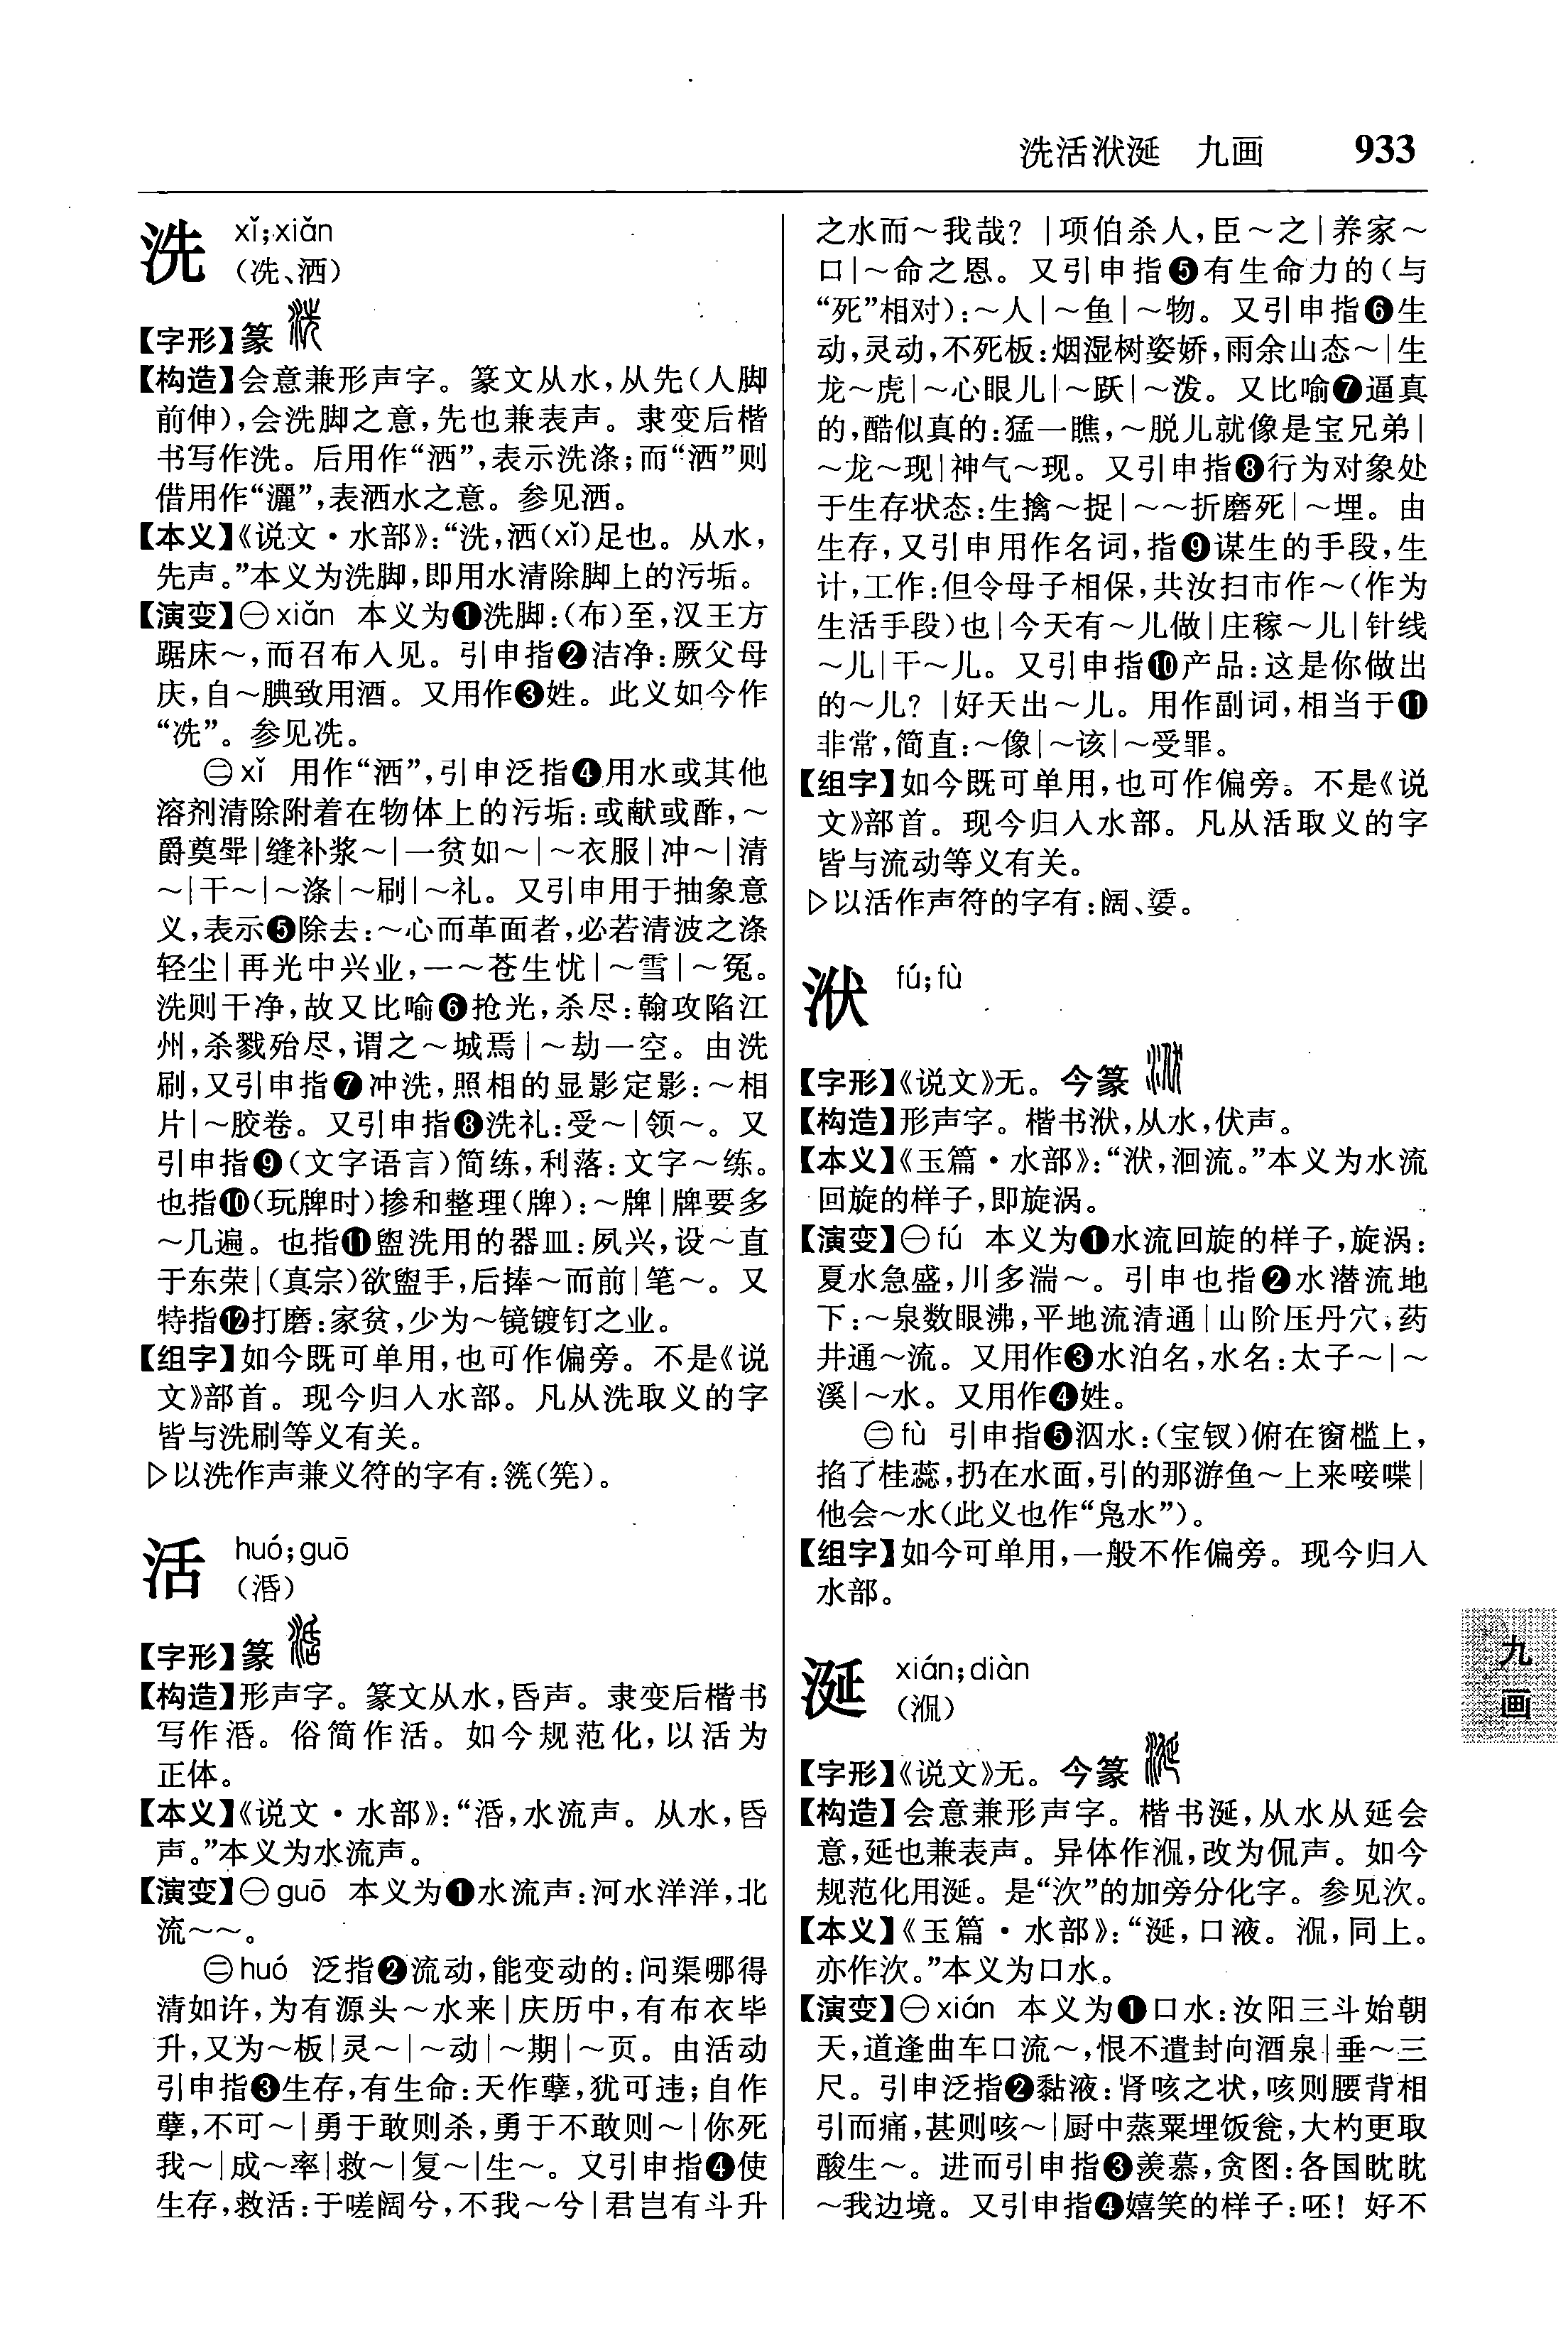 洗活洑涎 九画 933
洗 xǐ;xiǎn
(冼、洒)
【字形】篆
【构造】会意兼形声字。篆文从水,从先(人脚
前伸),会洗脚之意,先也兼表声。隶变后楷
书写作洗。后用作“洒”,表示洗涤;而“洒”则
借用作“灑”,表洒水之意。参见洒。
【本义】《说文·水部》:“洗,洒(xǐ)足也。从水,
先声。”本义为洗脚,即用水清除脚上的污垢。
【演变】㊀xiǎn 本义为❶洗脚:(布)至,汉王方
踞床~,而召布入见。引申指❷洁净:厥父母
庆,自~腆致用酒。又用作❸姓。此义如今作
“冼”。参见冼。
㊁xǐ 用作“洒”,引申泛指❹用水或其他
溶剂清除附着在物体上的污垢:或献或酢,~
爵奠斝|缝补浆~|一贫如~|~衣服|冲~|清
~|干~|~涤|~刷|~礼。又引申用于抽象意
义,表示❺除去:~心而革面者,必若清波之涤
轻尘|再光中兴业,一~苍生忧|~雪|~冤。
洗则干净,故又比喻❻抢光,杀尽:翰攻陷江
州,杀戮殆尽,谓之~城焉|~劫一空。由洗
刷,又引申指❼冲洗,照相的显影定影:~相
片|~胶卷。又引申指❽洗礼:受~|领~。又
引申指❾(文字语言)简练,利落:文字~练。
也指❿(玩牌时)掺和整理(牌):~牌|牌要多
~几遍。也指⓫盥洗用的器皿:夙兴,设~直
于东荣|(真宗)欲盥手,后捧~而前|笔~。又
特指⓬打磨:家贫,少为~镜镀钉之业。
【组字】如今既可单用,也可作偏旁。不是《说
文》部首。现今归入水部。凡从洗取义的字
皆与洗刷等义有关。
▷以洗作声兼义符的字有:箲(筅)。
活 huó;guō
(湉)
【字形】篆
【构造】形声字。篆文从水,昏声。隶变后楷书
写作湉。俗简作活。如今规范化,以活为
正体。
【本义】《说文·水部》:“湉,水流声。从水,昏
声。”本义为水流声。
【演变】㊀guō 本义为❶水流声:河水洋洋,北
流~~。
㊁huó 泛指❷流动,能变动的:问渠哪得
清如许,为有源头~水来|庆历中,有布衣毕
升,又为~板|灵~|~动|~期|~页。由活动
引申指❸生存,有生命:天作孽,犹可违;自作
孽,不可~|勇于敢则杀,勇于不敢则~|你死
我~|成~率|救~|复~|生~。又引申指❹使
生存,救活:于嗟阔兮,不我~兮|君岂有斗升
之水而~我哉?|项伯杀人,臣~之|养家~
口|~命之恩。又引申指❺有生命力的(与
“死”相对):~人|~鱼|~物。又引申指❻生
动,灵动,不死板:烟湿树姿娇,雨余山态~|生
龙~虎|~心眼儿|~跃|~泼。又比喻❼逼真
的,酷似真的:猛一瞧,~脱儿就像是宝兄弟|
~龙~现|神气~现。又引申指❽行为对象处
于生存状态:生擒~捉|~~折磨死|~埋。由
生存,又引申用作名词,指❾谋生的手段,生
计,工作:但令母子相保,共汝扫市作~(作为
生活手段)也|今天有~儿做|庄稼~儿|针线
~儿|干~儿。又引申指❿产品:这是你做出
的~儿?|好天出~儿。用作副词,相当于⓫
非常,简直:~像|~该|~受罪。
【组字】如今既可单用,也可作偏旁。不是《说
文》部首。现今归入水部。凡从活取义的字
皆与流动等义有关。
▷以活作声符的字有:阔、姡。
洑 fú;fù
【字形】《说文》无。今篆
【构造】形声字。楷书洑,从水,伏声。
【本义】《玉篇·水部》:“洑,洄流。”本义为水流
回旋的样子,即旋涡。
【演变】㊀fú 本义为❶水流回旋的样子,旋涡:
夏水急盛,川多湍~。引申也指❷水潜流地
下:~泉数眼沸,平地流清通|山阶压丹穴,药
井通~流。又用作❸水泊名,水名:太子~|~
溪|~水。又用作❹姓。
㊁fù 引申指❺泅水:(宝钗)俯在窗槛上,
掐了桂蕊,扔在水面,引的那游鱼~上来唼喋|
他会~水(此义也作“凫水”)。
【组字】如今可单用,一般不作偏旁。现今归入
水部。
涎 xián;diàn
(㳄)
【字形】《说文》无。今篆
【构造】会意兼形声字。楷书涎,从水从延会
意,延也兼表声。异体作,改为侃声。如今
规范化用涎。是“㳄”的加旁分化字。参见㳄。
【本义】《玉篇·水部》:“涎,口液。,同上。
亦作㳄。”本义为口水。
【演变】㊀xián 本义为❶口水:汝阳三斗始朝
天,道逢曲车口流~,恨不遣封向酒泉|垂~三
尺。引申泛指❷黏液:肾咳之状,咳则腰背相
引而痛,甚则咳~|厨中蒸粟埋饭瓮,大杓更取
酸生~。进而引申指❸羡慕,贪图:各国眈眈
~我边境。又引申指❹嬉笑的样子:呸!好不
九
画